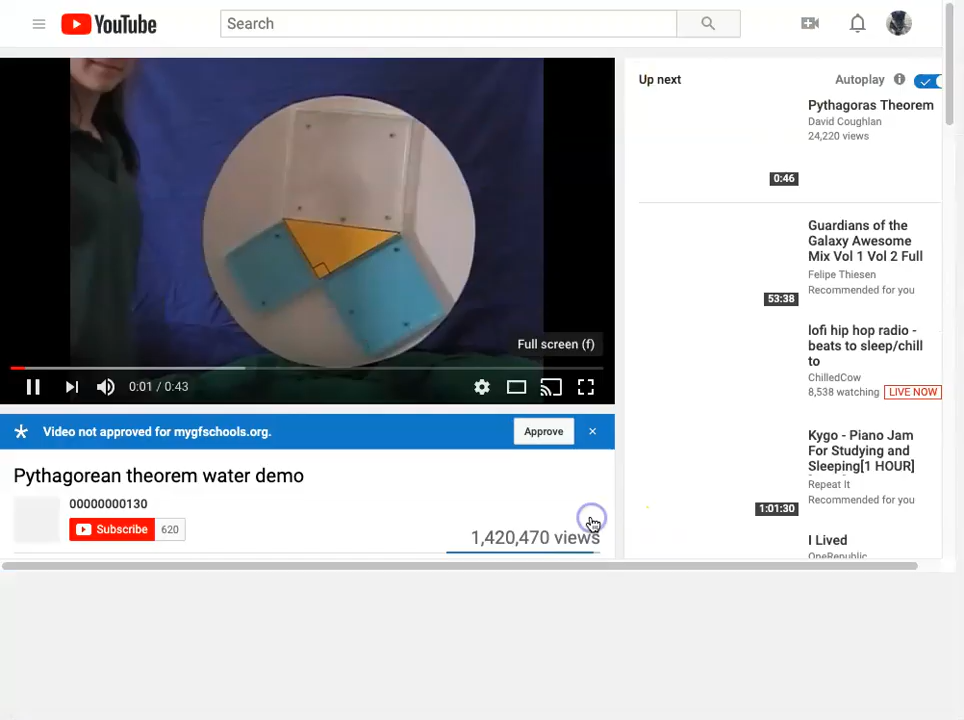 YouTube
Search
Up next
Autoplay
Pythagoras Theorem
David Coughlan
24,220 views
0:46
Guardians of the
Galaxy Awesome
Mix Vol 1 Vol 2 Full
Felipe Thiesen
Recommended for you
53:38
lofi hip hop radio -
beats to sleep/chill
to
ChilledCow
8,538 watching LIVE NOW
Kygo - Piano Jam
For Studying and
Sleeping[1 HOUR]
Repeat It
Recommended for you
1:01:30
I Lived
OneRepublic
Full screen (f)
0:01 / 0:43
Video not approved for mygfschools.org.
Approve
Pythagorean theorem water demo
00000000130
Subscribe 620
1,420,470 views